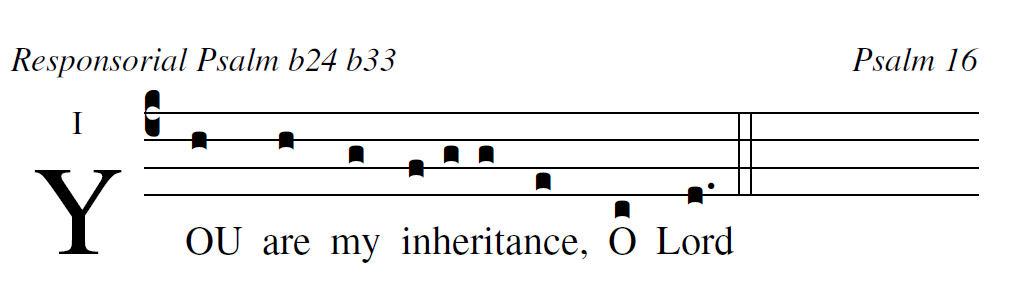 Responsorial Psalm b24 b33 Psalm 16
I
YOU are my inheritance, O Lord